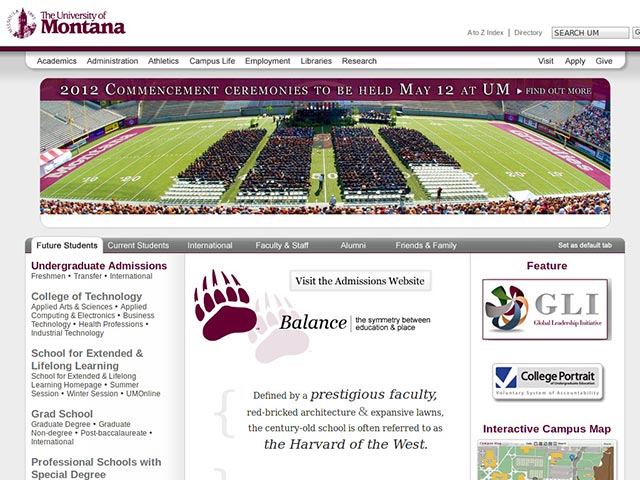 The University of
Montana
A to Z Index | Directory
SEARCH UM
G
Academics Administration Athletics Campus Life Employment Libraries Research
Visit Apply Give
2012 Commencement ceremonies to be held May 12 at UM ▸ find out more
Montana
Grizzlies
Future Students Current Students International Faculty & Staff Alumni Friends & Family
Set as default tab
Undergraduate Admissions
Freshmen • Transfer • International
College of Technology
Applied Arts & Sciences • Applied
Computing & Electronics • Business
Technology • Health Professions •
Industrial Technology
School for Extended &
Lifelong Learning
School for Extended & Lifelong
Learning Homepage • Summer
Session • Winter Session • UMOnline
Grad School
Graduate Degree • Graduate
Non-degree • Post-baccalaureate •
International
Professional Schools with
Special Degree
Visit the Admissions Website
Balance | the symmetry between
education & place
Defined by a prestigious faculty,
red-bricked architecture & expansive lawns,
the century-old school is often referred to as
the Harvard of the West.
Feature
GLI
Global Leadership Initiative
College Portrait
of Undergraduate Education
Voluntary System of Accountability
Interactive Campus Map
Campus Map